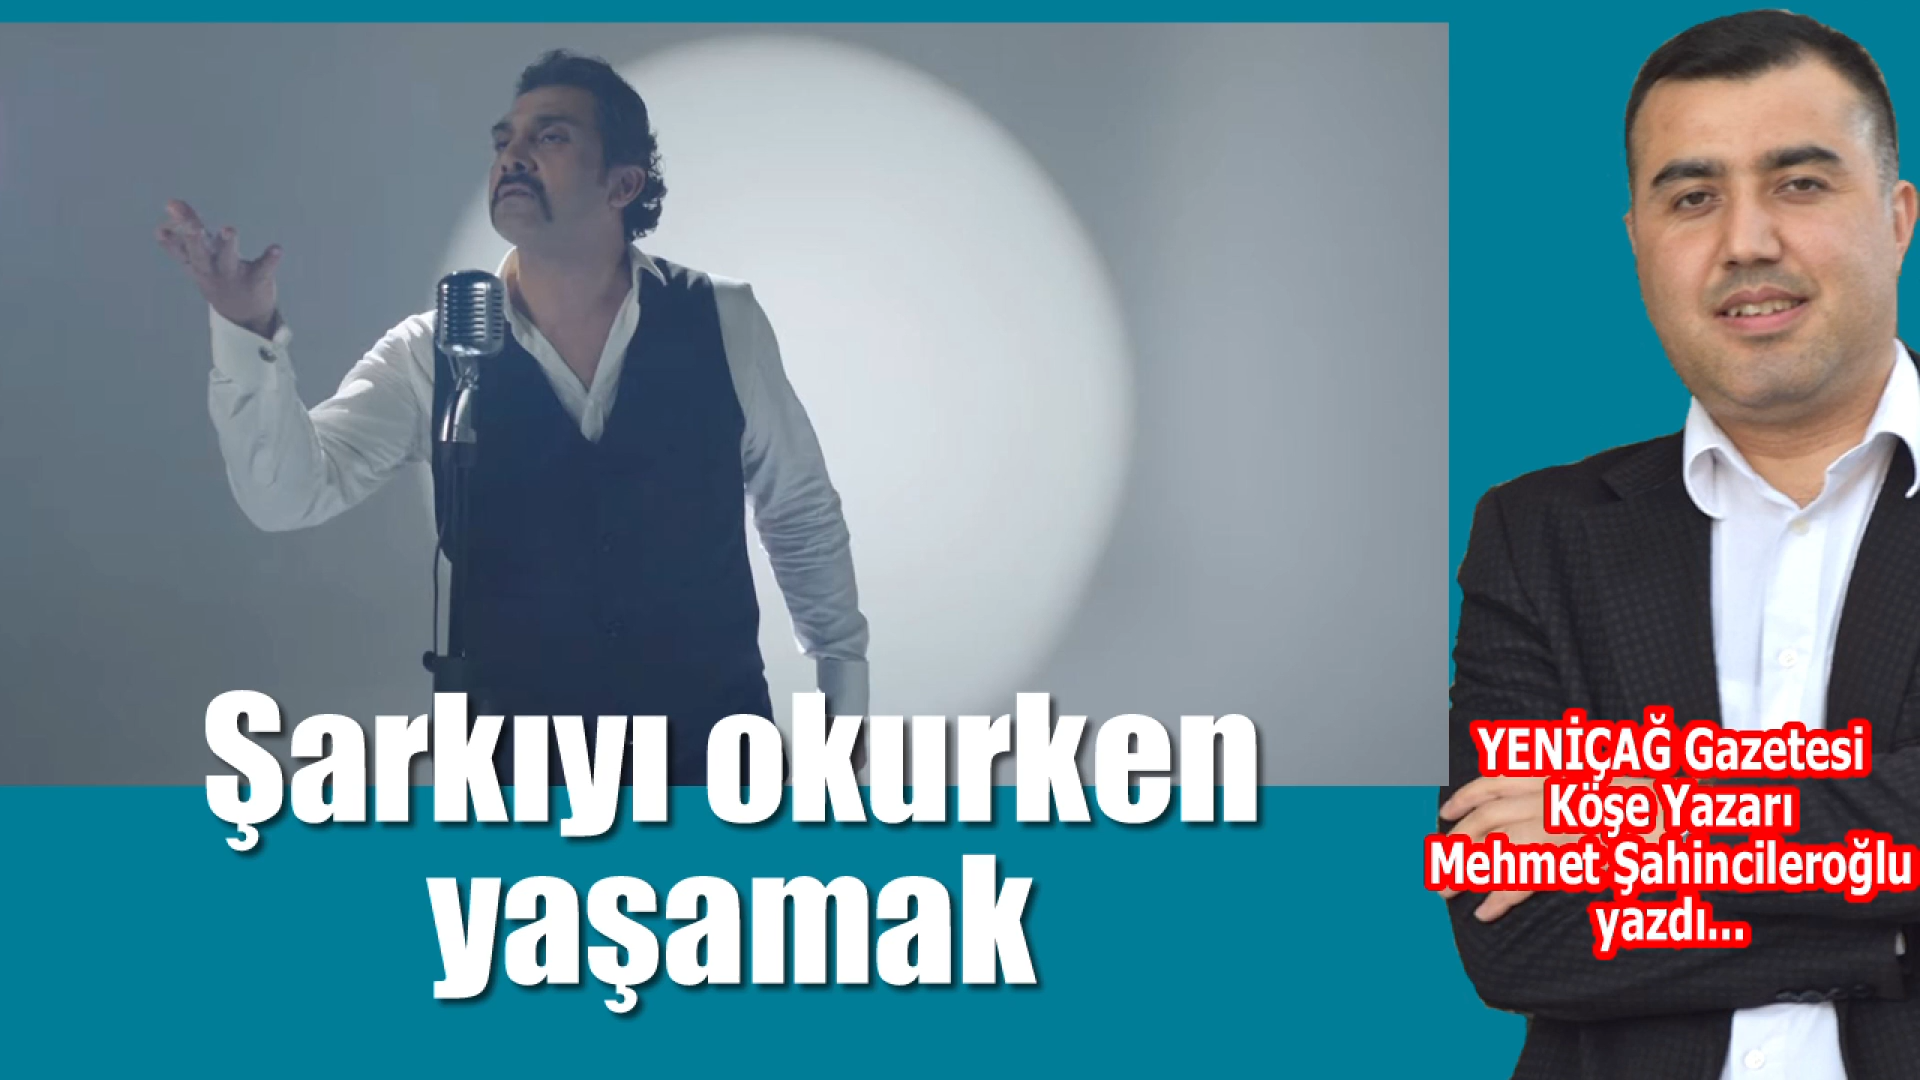 Şarkıyı okurken
yaşamak
YENİÇAĞ Gazetesi
Köşe Yazarı
Mehmet Şahincileroğlu
yazdı...